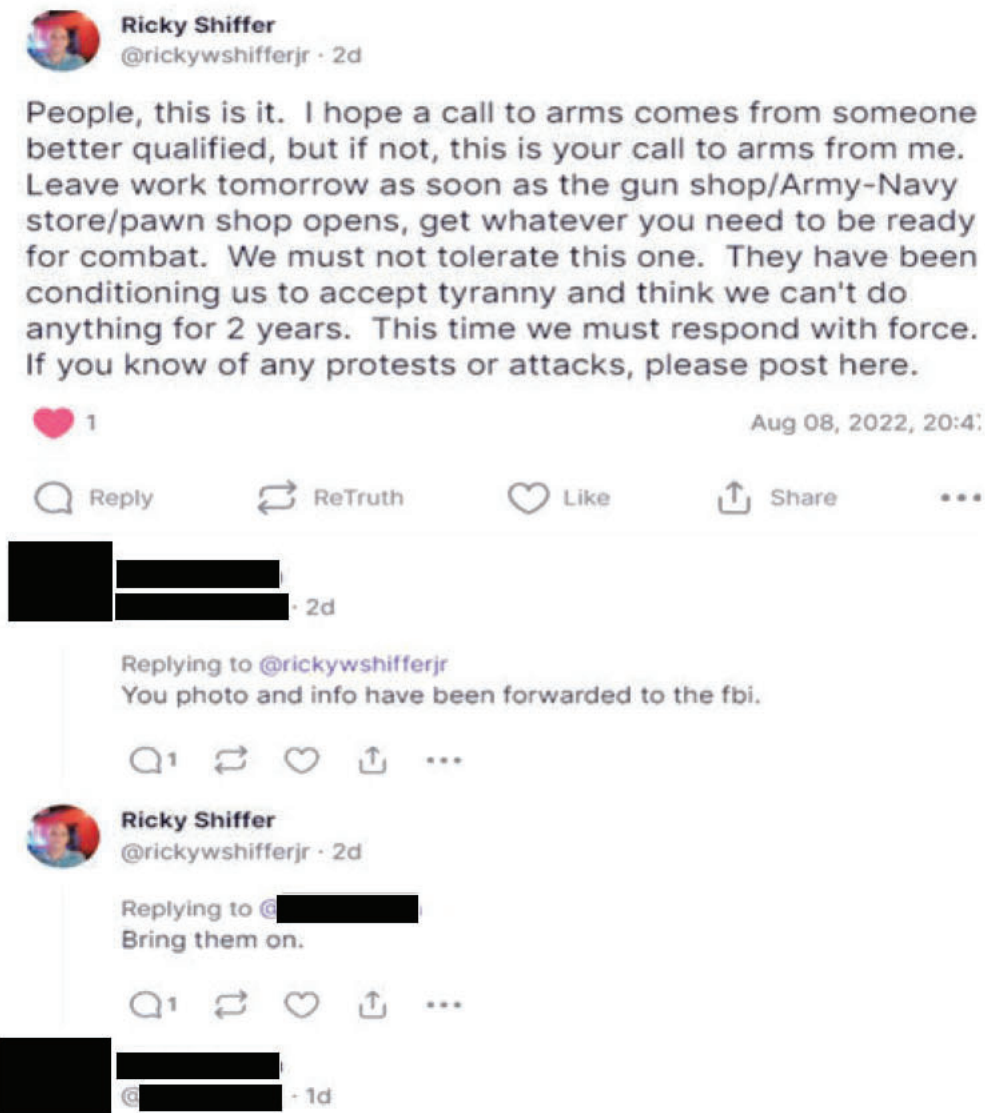 Ricky Shiffer
@rickywshifferjr · 2d
People, this is it. I hope a call to arms comes from someone
better qualified, but if not, this is your call to arms from me.
Leave work tomorrow as soon as the gun shop/Army-Navy
store/pawn shop opens, get whatever you need to be ready
for combat. We must not tolerate this one. They have been
conditioning us to accept tyranny and think we can't do
anything for 2 years. This time we must respond with force.
If you know of any protests or attacks, please post here.
1 Aug 08, 2022, 20:4
Reply ReTruth Like Share
· 2d
Replying to @rickywshifferjr
You photo and info have been forwarded to the fbi.
1
Ricky Shiffer
@rickywshifferjr · 2d
Replying to @
Bring them on.
1
@ · 1d